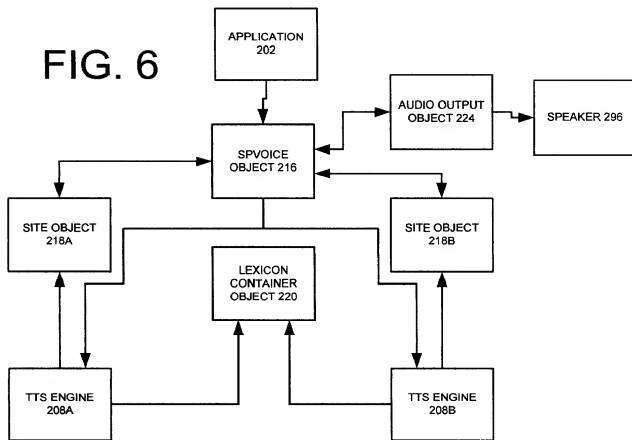 FIG. 6
APPLICATION
202
AUDIO OUTPUT
OBJECT 224
SPEAKER 296
SPVOICE
OBJECT 216
SITE OBJECT
218A
SITE OBJECT
218B
LEXICON
CONTAINER
OBJECT 220
TTS ENGINE
208A
TTS ENGINE
208B